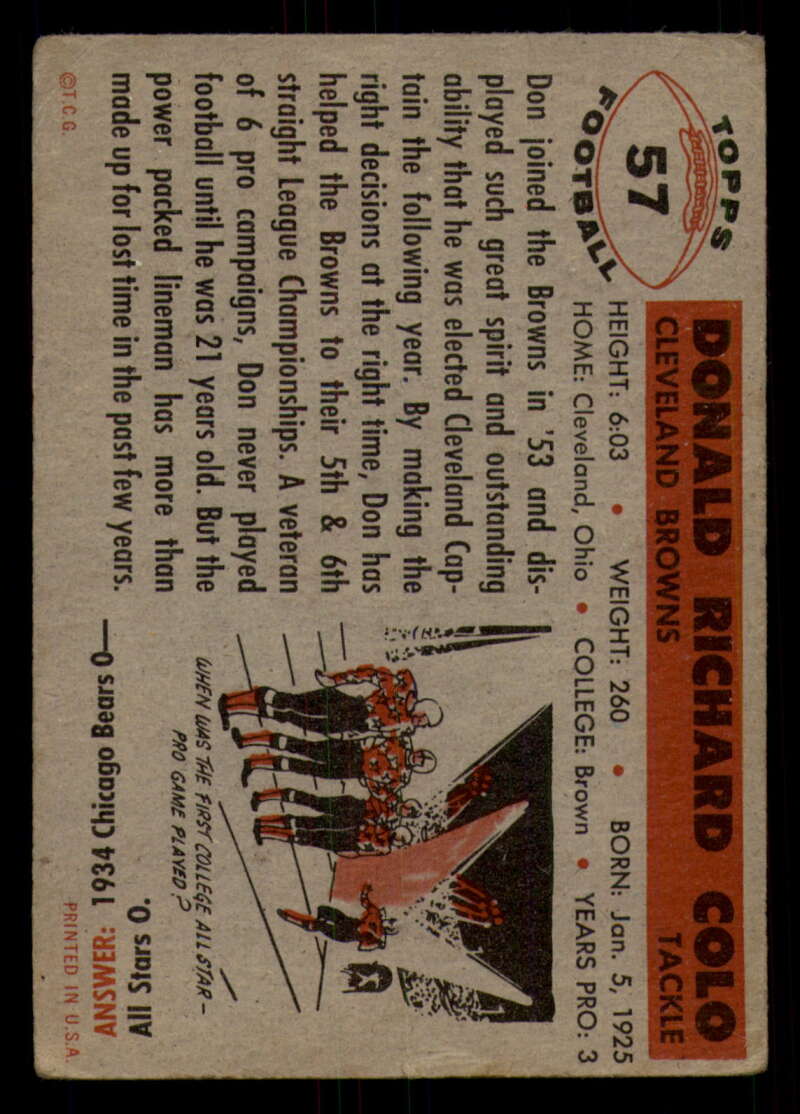 TOPPS
57
FOOTBALL
DONALD RICHARD COLO
CLEVELAND BROWNS TACKLE
HEIGHT: 6:03 • WEIGHT: 260 • BORN: Jan. 5, 1925
HOME: Cleveland, Ohio • COLLEGE: Brown • YEARS PRO: 3
Don joined the Browns in '53 and dis-
played such great spirit and outstanding
ability that he was elected Cleveland Cap-
tain the following year. By making the
right decisions at the right time, Don has
helped the Browns to their 5th & 6th
straight League Championships. A veteran
of 6 pro campaigns, Don never played
football until he was 21 years old. But the
power packed lineman has more than
made up for lost time in the past few years.
WHEN WAS THE FIRST COLLEGE ALL STAR –
PRO GAME PLAYED?
ANSWER: 1934 Chicago Bears 0—
All Stars 0.
©T.C.G.
PRINTED IN U.S.A.